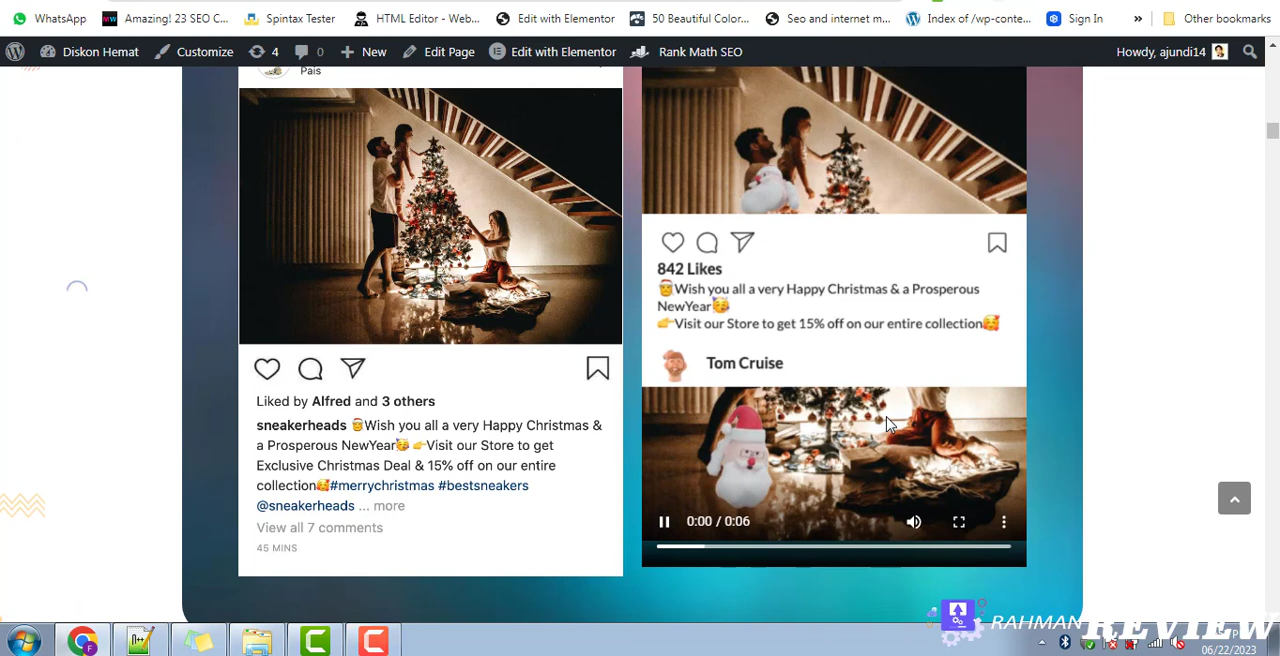 WhatsApp
Amazing! 23 SEO C...
Spintax Tester
HTML Editor - Web...
Edit with Elementor
50 Beautiful Color...
Seo and internet m...
Index of /wp-conte...
Sign In
»
Other bookmarks
Diskon Hemat
Customize
4
0
New
Edit Page
Edit with Elementor
Rank Math SEO
Howdy, ajundi14
Pais
Liked by Alfred and 3 others
sneakerheads Wish you all a very Happy Christmas &
a Prosperous NewYear Visit our Store to get
Exclusive Christmas Deal & 15% off on our entire
collection #merrychristmas #bestsneakers
@sneakerheads ... more
View all 7 comments
45 MINS
842 Likes
Wish you all a very Happy Christmas & a Prosperous
NewYear
Visit our Store to get 15% off on our entire collection
Tom Cruise
0:00 / 0:06
RAHMAN REVIEW
06/22/2023